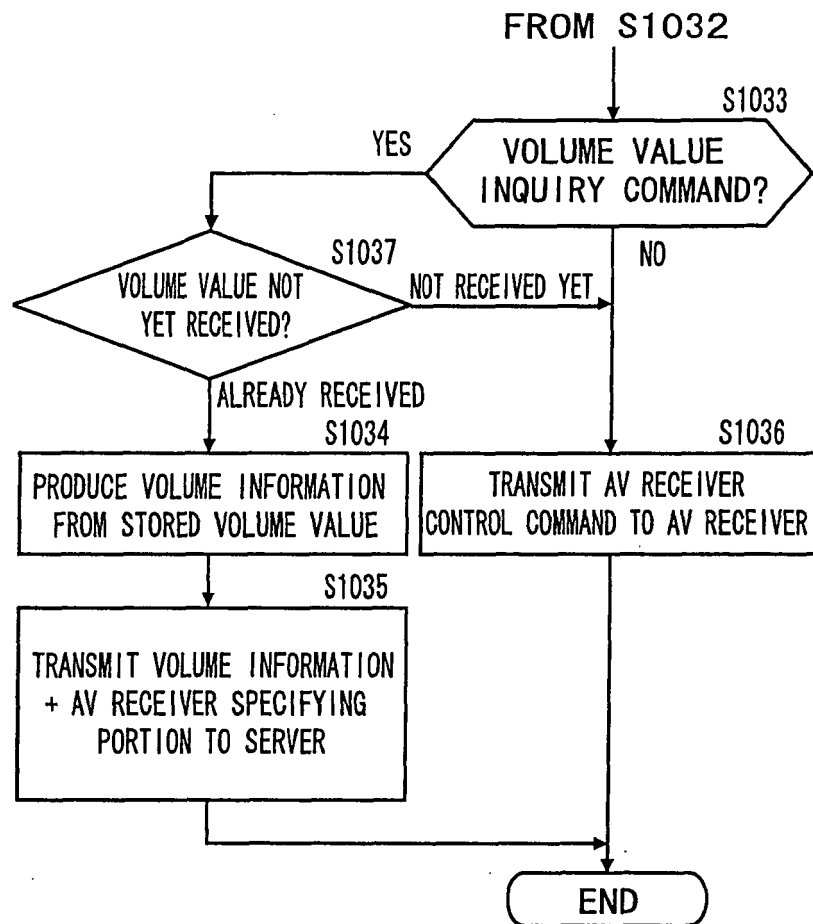 FROM S1032
S1033
YES
VOLUME VALUE
INQUIRY COMMAND?
S1037
NO
VOLUME VALUE NOT
YET RECEIVED?
NOT RECEIVED YET
ALREADY RECEIVED
S1034
S1036
PRODUCE VOLUME INFORMATION
FROM STORED VOLUME VALUE
TRANSMIT AV RECEIVER
CONTROL COMMAND TO AV RECEIVER
S1035
TRANSMIT VOLUME INFORMATION
+ AV RECEIVER SPECIFYING
PORTION TO SERVER
END